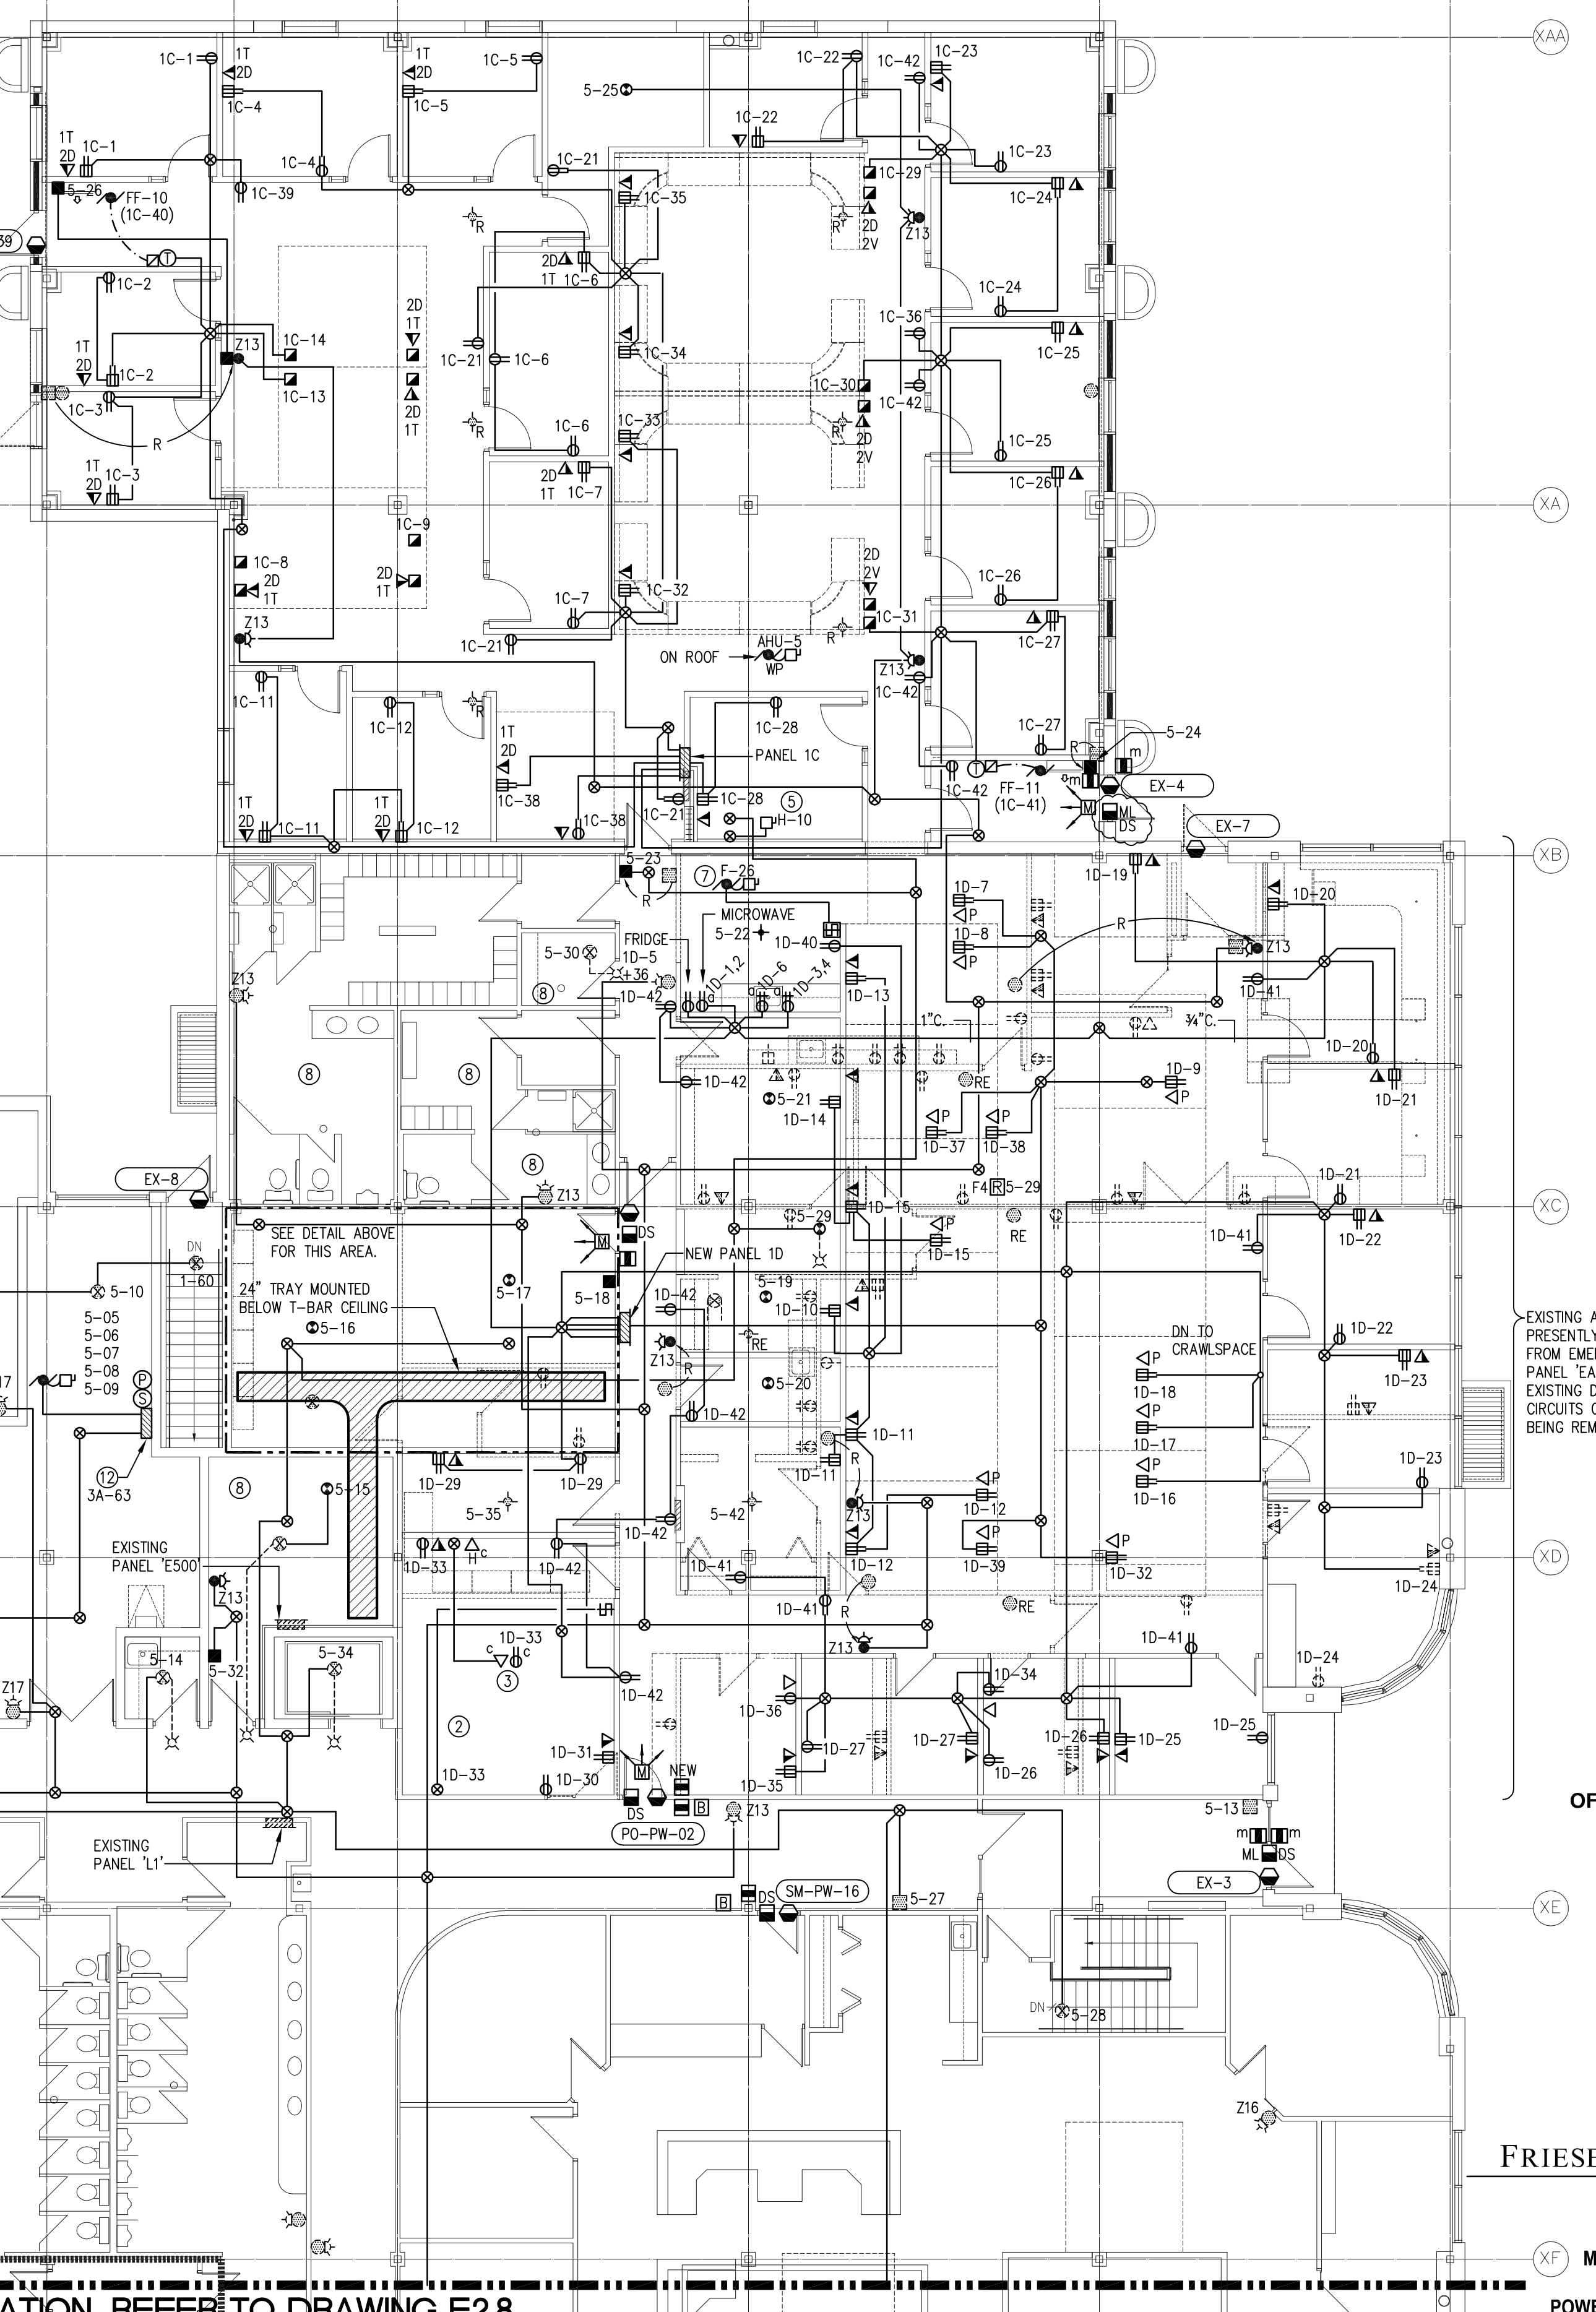 XAA
1C-1
1T
2D
1C-4
1T
2D
1C-5
1C-5
5-25
1C-22
1C-42
1C-23
1C-22
1T
2D
1C-1
5-26
FF-10
(1C-40)
1C-39
1C-4
1C-21
1C-35
1C-29
2D
2V
Z13
1C-23
1C-24
R
R
39
1C-2
2D
1T
1C-6
1C-24
1T
2D
1C-2
Z13
1C-14
1C-13
2D
1T
2D
1T
1C-21
1C-6
1C-34
1C-36
1C-25
1C-30
1C-42
1C-3
R
R
1C-6
1C-33
R
2D
2V
1C-25
1T
2D
1C-3
2D
1T
1C-7
1C-26
XA
1C-9
1C-8
2D
1T
2D
1T
1C-7
1C-32
2D
2V
1C-31
R
1C-26
Z13
1C-21
ON ROOF
AHU-5
WP
Z13
1C-42
1C-27
1C-11
1C-12
R
1T
2D
1C-38
1C-28
PANEL 1C
1C-27
R
5-24
m
1T
2D
1C-11
1T
2D
1C-12
1C-38
1C-21
1C-28
5
H-10
1C-42
T
FF-11
(1C-41)
m
EX-4
M
ML
DS
EX-7
XB
5-23
R
7
F-26
MICROWAVE
5-22
1D-40
1D-7
P
1D-8
P
1D-19
1D-20
R
Z13
FRIDGE
1D-5
+36
5-30
8
1D-42
1D-1,2
1D-6
1D-3,4
1D-13
1D-41
Z13
1"C.
¾"C.
1D-20
8
8
1D-42
5-21
1D-14
RE
1D-9
P
1D-21
P
1D-37
P
1D-38
EX-8
8
Z13
F4
R
5-29
1D-21
XC
SEE DETAIL ABOVE
FOR THIS AREA.
M
DS
5-29
1D-15
P
1D-15
RE
1D-41
1D-22
NEW PANEL 1D
DN
1-60
5-10
24" TRAY MOUNTED
BELOW T-BAR CEILING
5-17
5-18
5-19
1D-42
1D-10
5-05
5-06
5-07
5-08
5-09
5-16
Z13
RE
DN TO
CRAWLSPACE
1D-22
EXISTING
PRESENTLY
PANEL
EXISTING
CIRCUITS
BEING
P
S
R
5-20
P
1D-18
1D-23
1D-42
P
1D-17
12
3A-63
1D-11
1D-11
R
8
1D-29
1D-29
P
1D-16
1D-23
5-15
5-35
1D-42
5-42
Z13
P
1D-12
EXISTING
PANEL 'E500'
1D-33
H
c
1D-42
1D-12
P
1D-39
P
1D-32
XD
1D-24
Z13
1D-41
1D-41
R
RE
5-32
5-14
5-34
1D-33
c
c
3
Z13
1D-41
1D-24
Z17
1D-42
1D-36
1D-34
2
1D-31
1D-27
1D-27
1D-26
1D-26
1D-25
1D-25
1D-33
1D-30
M
NEW
1D-35
DS
B
Z13
5-13
PO-PW-02
m
m
ML
DS
EXISTING
PANEL 'L1'
EX-3
SM-PW-16
B
DS
5-27
XE
DN
5-28
Z16
XF
REFER TO DRAWING E2.8